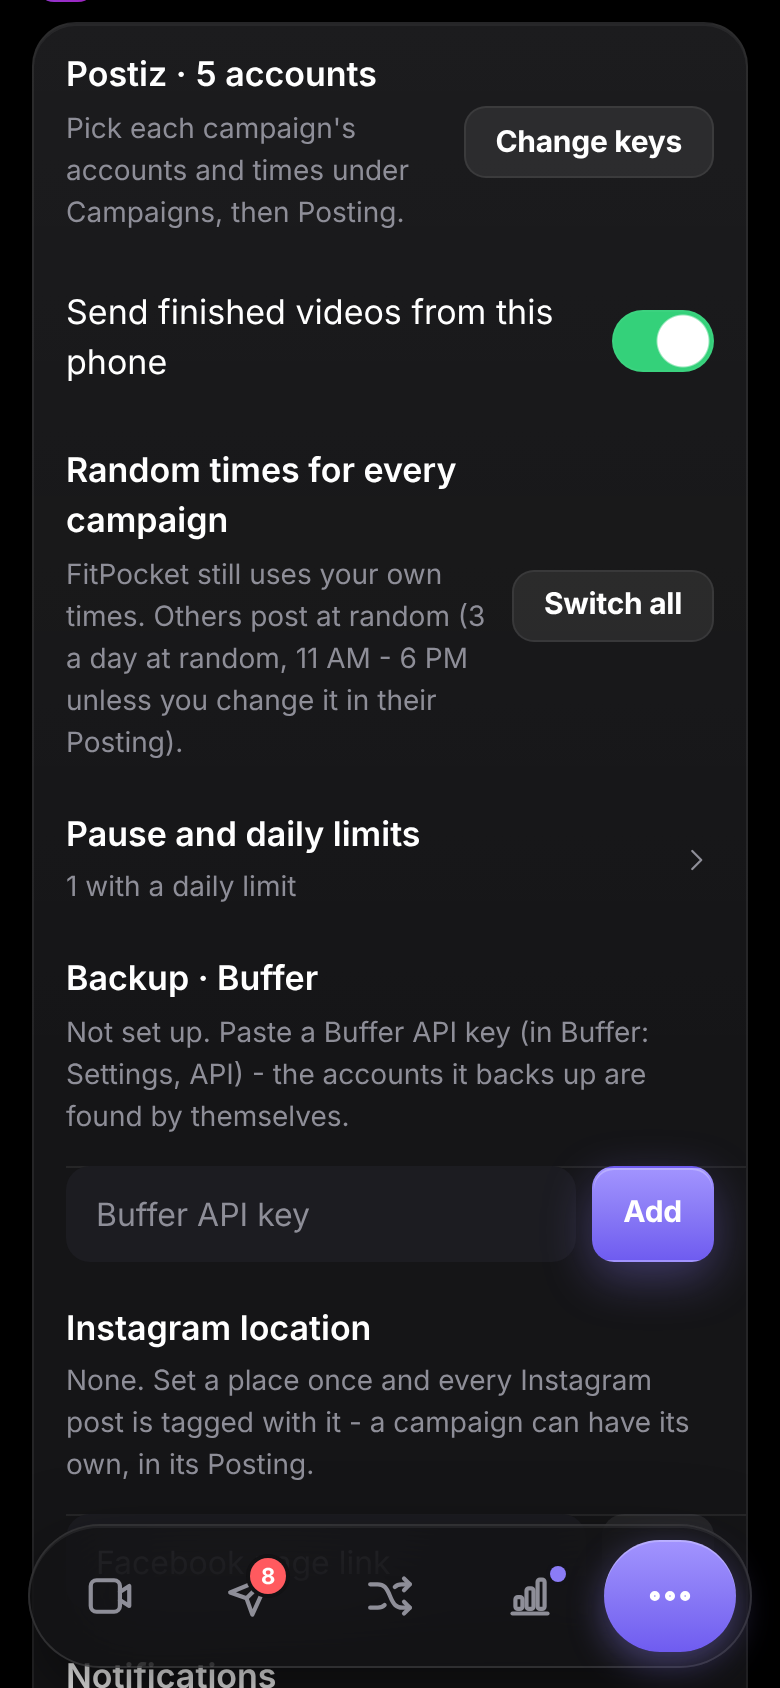 Postiz · 5 accounts
Pick each campaign's
accounts and times under
Campaigns, then Posting.
Change keys
Send finished videos from this
phone
Random times for every
campaign
FitPocket still uses your own
times. Others post at random (3
a day at random, 11 AM - 6 PM
unless you change it in their
Posting).
Switch all
Pause and daily limits
1 with a daily limit
Backup · Buffer
Not set up. Paste a Buffer API key (in Buffer:
Settings, API) - the accounts it backs up are
found by themselves.
Buffer API key
Add
Instagram location
None. Set a place once and every Instagram
post is tagged with it - a campaign can have its
own, in its Posting.
Facebook page link
8
Notifications